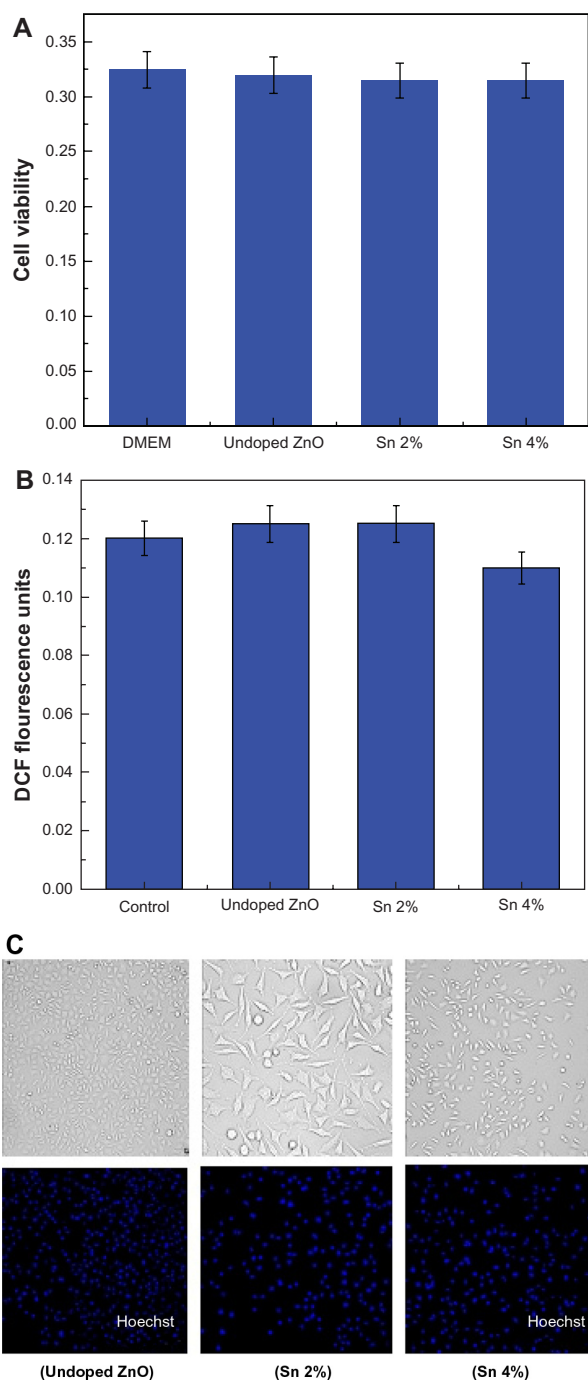 A
Cell viability
0.35
0.30
0.25
0.20
0.15
0.10
0.05
0.00
DMEM
Undoped ZnO
Sn 2%
Sn 4%
B
DCF flourescence units
0.14
0.12
0.10
0.08
0.06
0.04
0.02
0.00
Control
Undoped ZnO
Sn 2%
Sn 4%
C
Hoechst
Hoechst
(Undoped ZnO)
(Sn 2%)
(Sn 4%)